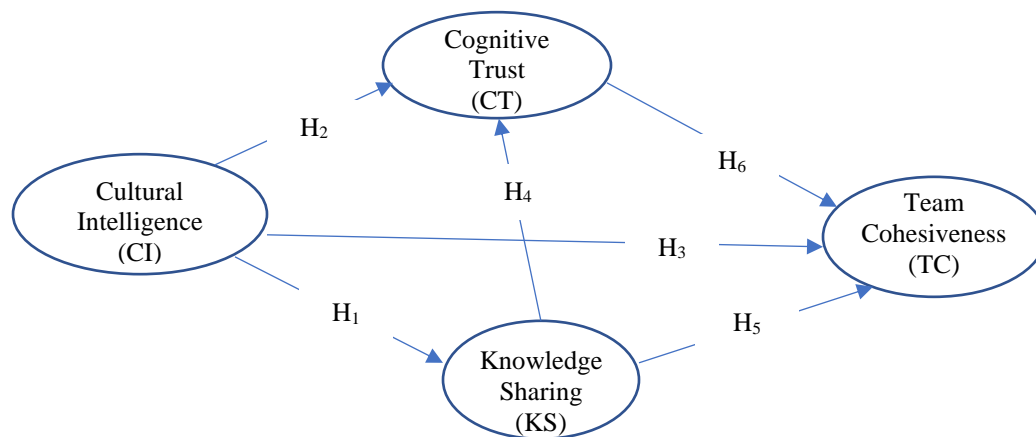 Cognitive
Trust
(CT)
H₂
H₆
H₄
Cultural
Intelligence
(CI)
Team
Cohesiveness
(TC)
H₃
H₁
H₅
Knowledge
Sharing
(KS)